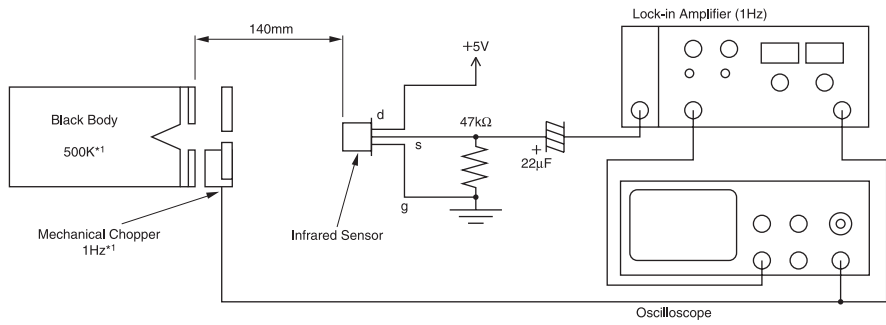 Lock-in Amplifier (1Hz)
140mm
+5V
Black Body
500K*1
d
47kΩ
s
+
22μF
g
Mechanical Chopper
1Hz*1
Infrared Sensor
Oscilloscope